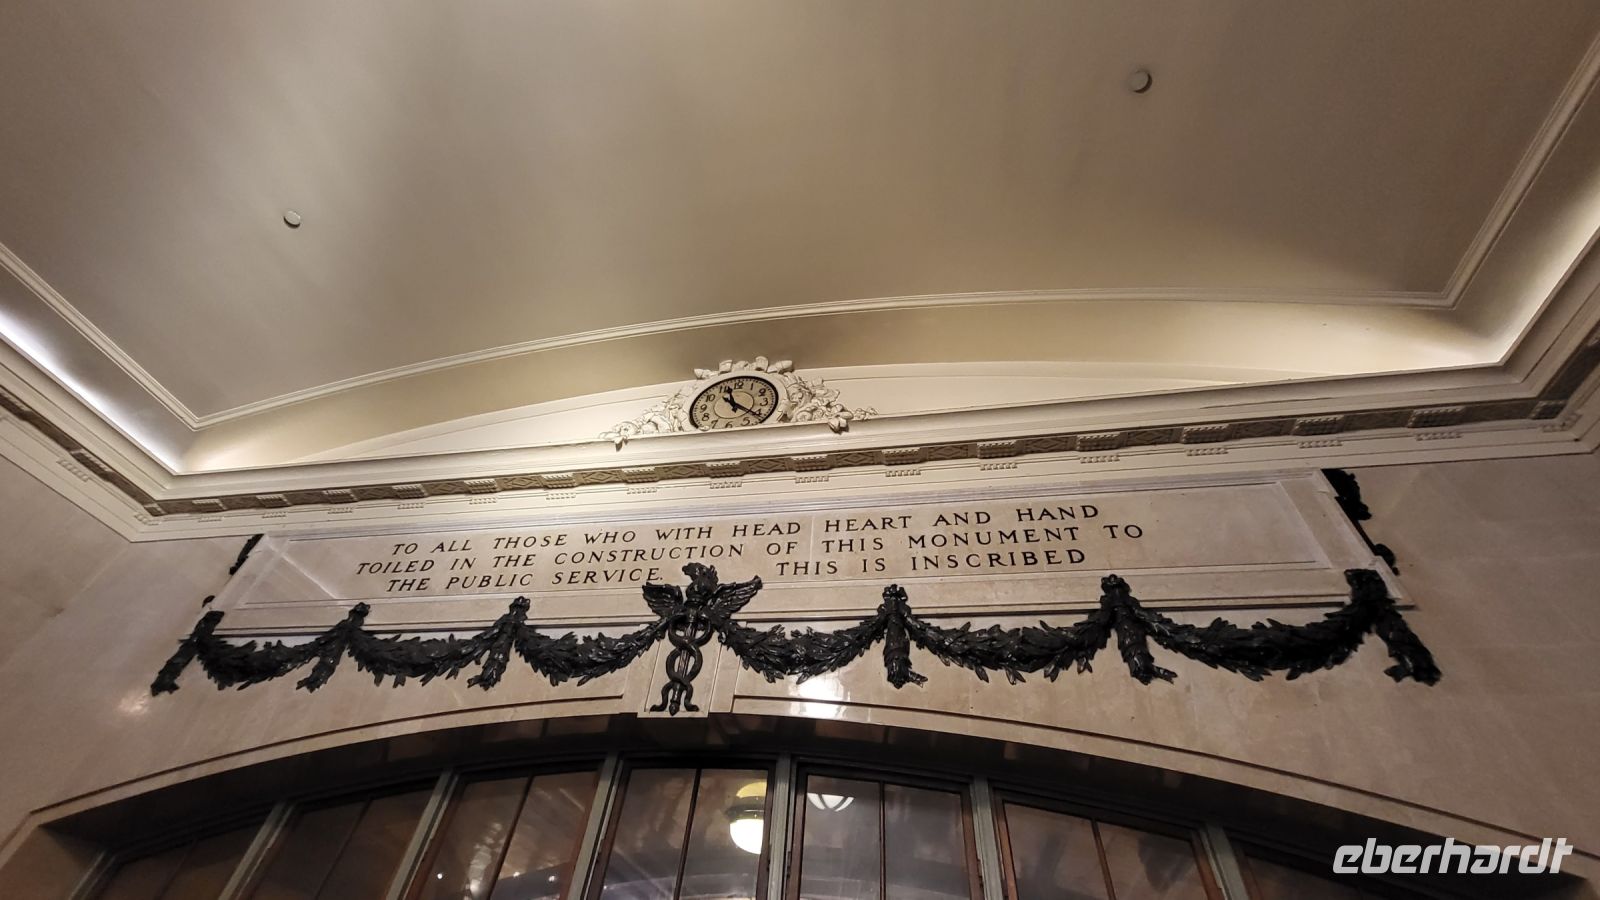 TO ALL THOSE WHO WITH HEAD HEART AND HAND
TOILED IN THE CONSTRUCTION OF THIS MONUMENT TO
THE PUBLIC SERVICE. THIS IS INSCRIBED
eberhardt